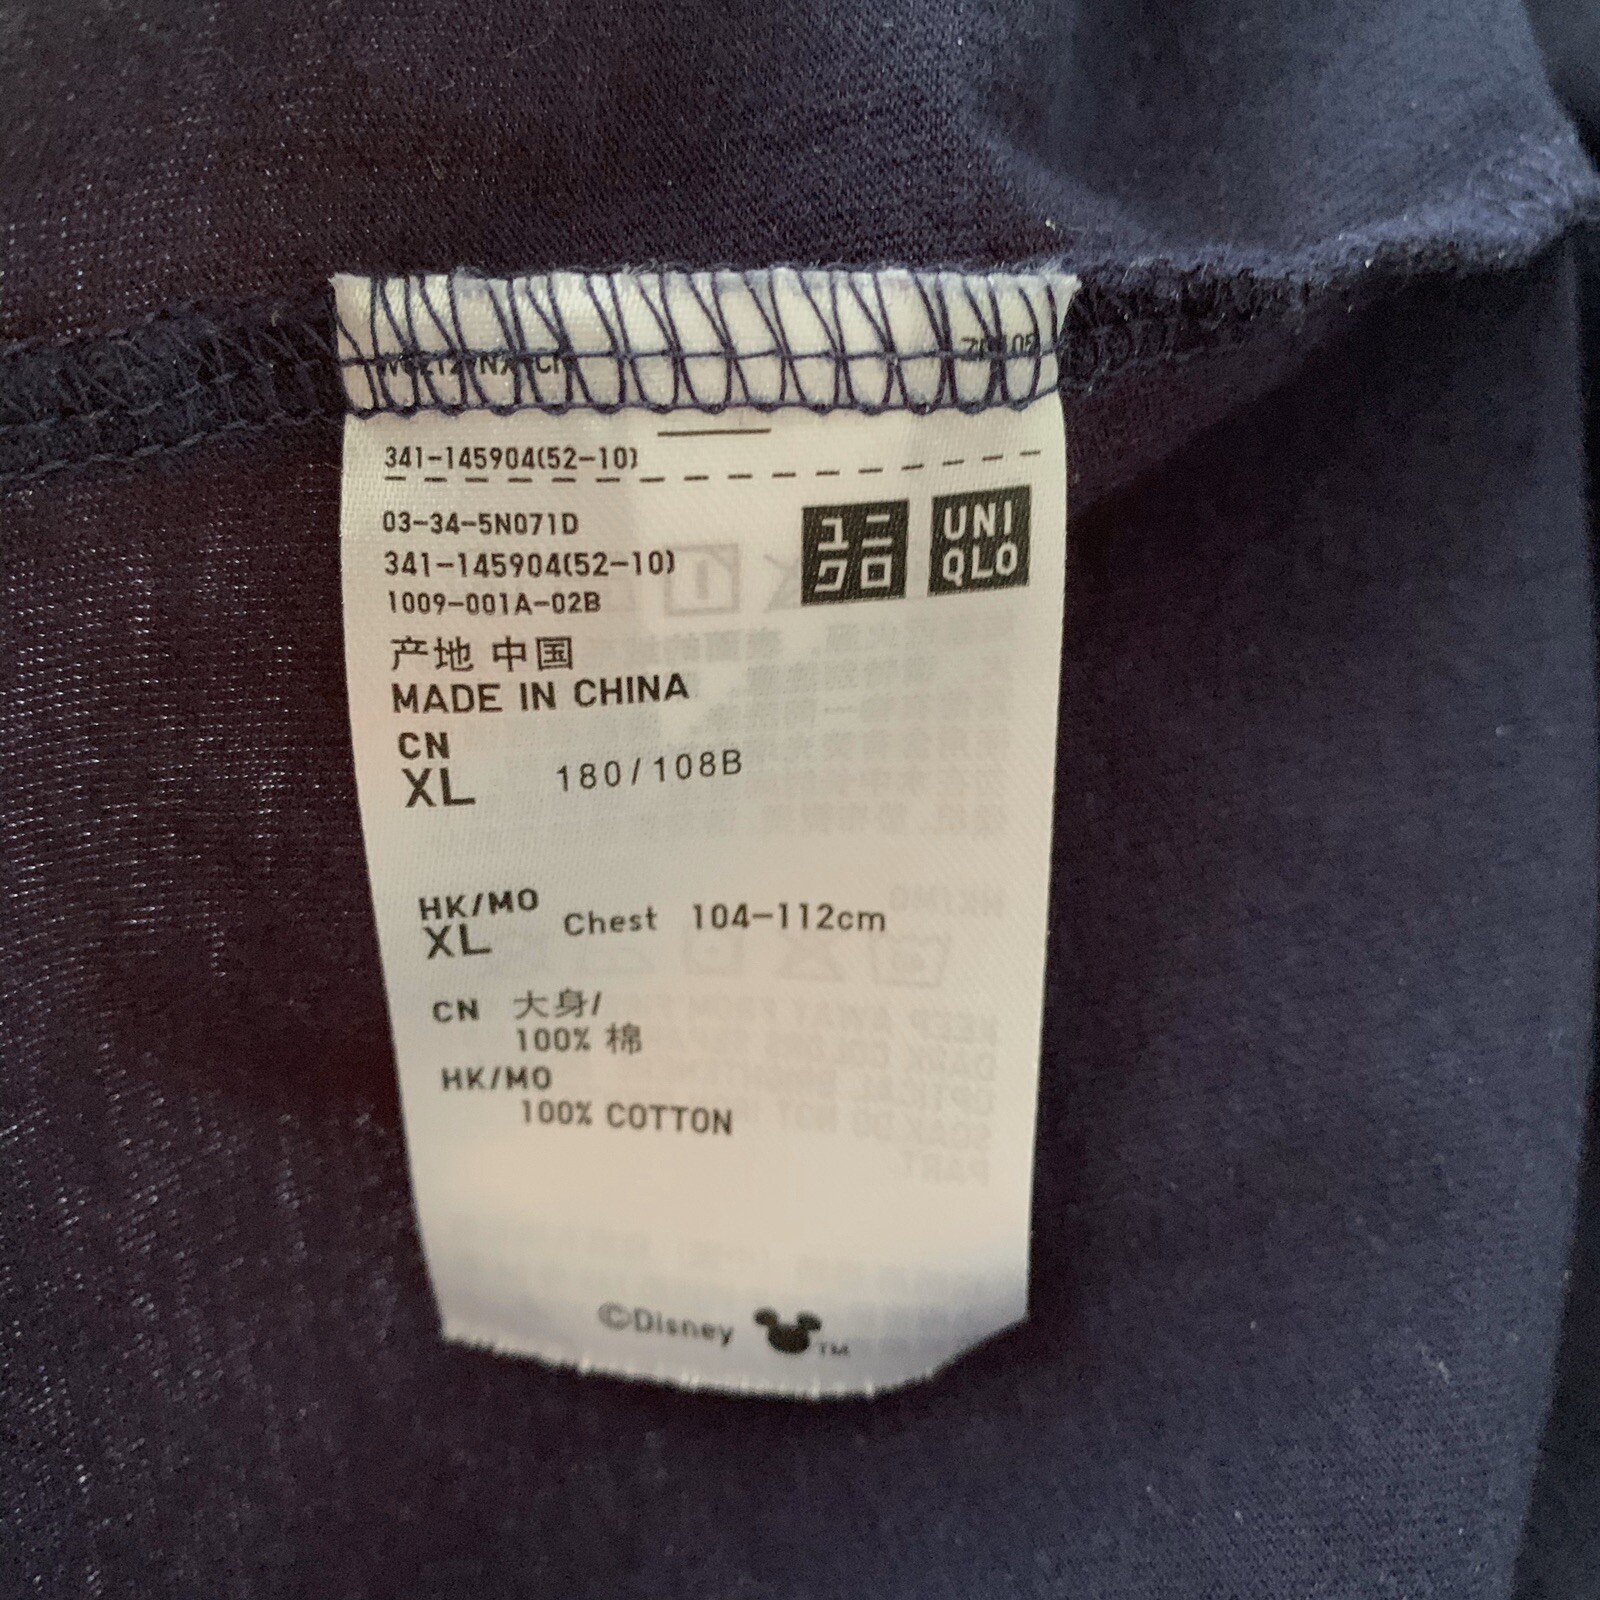 341-145904(52-10)
03-34-5N071D
341-145904(52-10)
1009-001A-02B
ユニ
クロ
UNI
QLO
产地 中国
MADE IN CHINA
CN
XL 180/108B
HK/MO
XL Chest 104-112cm
CN 大身/
100% 棉
HK/MO
100% COTTON
©Disney TM